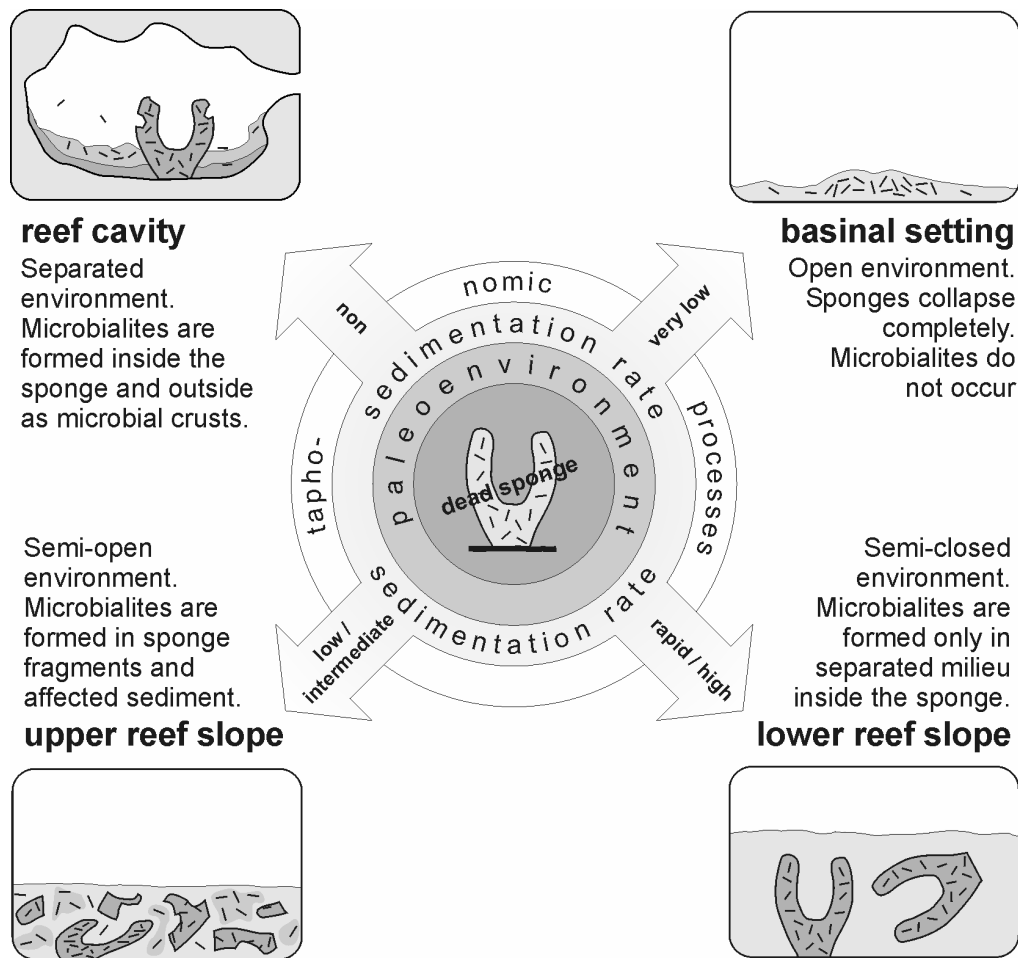 reef cavity
Separated
environment.
Microbialites are
formed inside the
sponge and outside
as microbial crusts.
basinal setting
Open environment.
Sponges collapse
completely.
Microbialites do
not occur
non
very low
tapho-
nomic
processes
sedimentation rate
paleoenvironment
dead sponge
sedimentation rate
low /
intermediate
rapid / high
Semi-open
environment.
Microbialites are
formed in sponge
fragments and
affected sediment.
upper reef slope
Semi-closed
environment.
Microbialites are
formed only in
separated milieu
inside the sponge.
lower reef slope